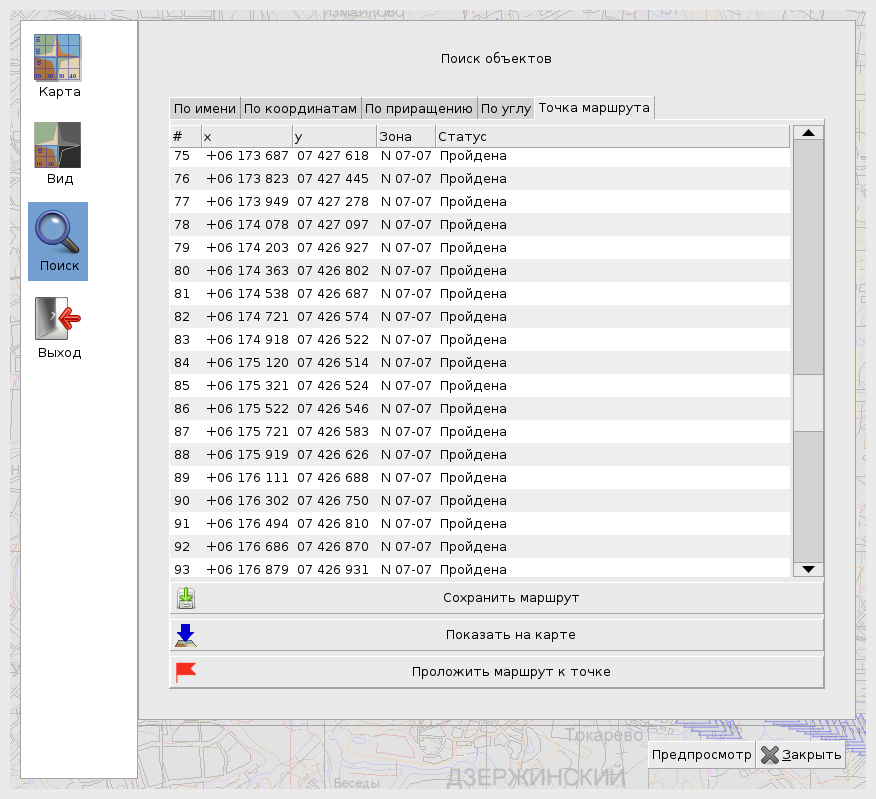 ИЗМАЙЛОВО
Карта
Вид
Поиск
Выход
Поиск объектов
По имени По координатам По приращению По углу Точка маршрута
# x y Зона Статус
75 +06 173 687 07 427 618 N 07-07 Пройдена
76 +06 173 823 07 427 445 N 07-07 Пройдена
77 +06 173 949 07 427 278 N 07-07 Пройдена
78 +06 174 078 07 427 097 N 07-07 Пройдена
79 +06 174 203 07 426 927 N 07-07 Пройдена
80 +06 174 363 07 426 802 N 07-07 Пройдена
81 +06 174 538 07 426 687 N 07-07 Пройдена
82 +06 174 721 07 426 574 N 07-07 Пройдена
83 +06 174 918 07 426 522 N 07-07 Пройдена
84 +06 175 120 07 426 514 N 07-07 Пройдена
85 +06 175 321 07 426 524 N 07-07 Пройдена
86 +06 175 522 07 426 546 N 07-07 Пройдена
87 +06 175 721 07 426 583 N 07-07 Пройдена
88 +06 175 919 07 426 626 N 07-07 Пройдена
89 +06 176 111 07 426 688 N 07-07 Пройдена
90 +06 176 302 07 426 750 N 07-07 Пройдена
91 +06 176 494 07 426 810 N 07-07 Пройдена
92 +06 176 686 07 426 870 N 07-07 Пройдена
93 +06 176 879 07 426 931 N 07-07 Пройдена
Сохранить маршрут
Показать на карте
Проложить маршрут к точке
Токарево
Предпросмотр Закрыть
Беседы ДЗЕРЖИНСКИЙ